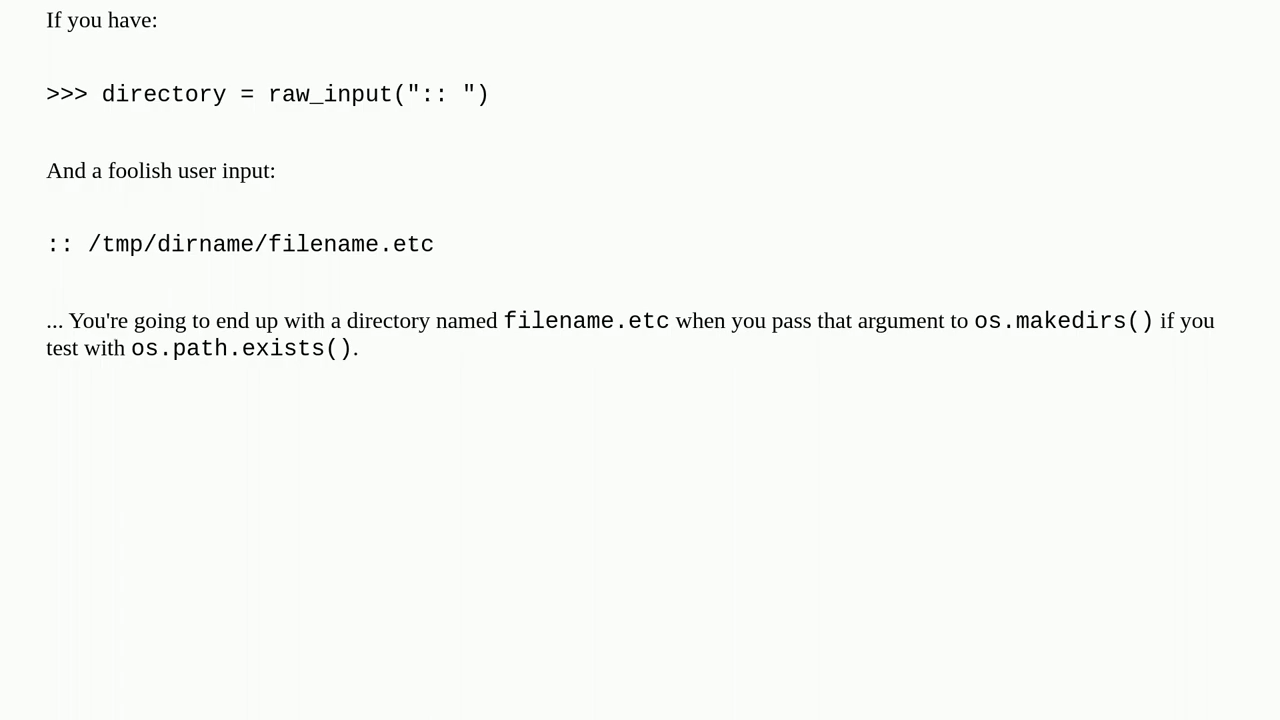 If you have:
>>> directory = raw_input(":: ")
And a foolish user input:
:: /tmp/dirname/filename.etc
... You're going to end up with a directory named filename.etc when you pass that argument to os.makedirs() if you
test with os.path.exists().